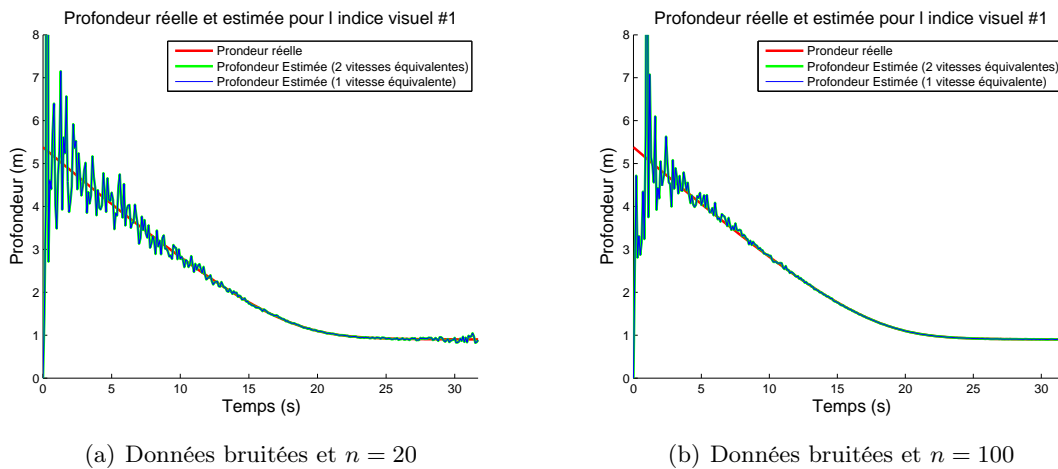 Profondeur réelle et estimée pour l indice visuel #1
Prondeur réelle
Profondeur Estimée (2 vitesses équivalentes)
Profondeur Estimée (1 vitesse équivalente)
Profondeur (m)
8
7
6
5
4
3
2
1
0
0 5 10 15 20 25 30
Temps (s)
(a) Données bruitées et n = 20
Profondeur réelle et estimée pour l indice visuel #1
Prondeur réelle
Profondeur Estimée (2 vitesses équivalentes)
Profondeur Estimée (1 vitesse équivalente)
Profondeur (m)
8
7
6
5
4
3
2
1
0
0 5 10 15 20 25 30
Temps (s)
(b) Données bruitées et n = 100